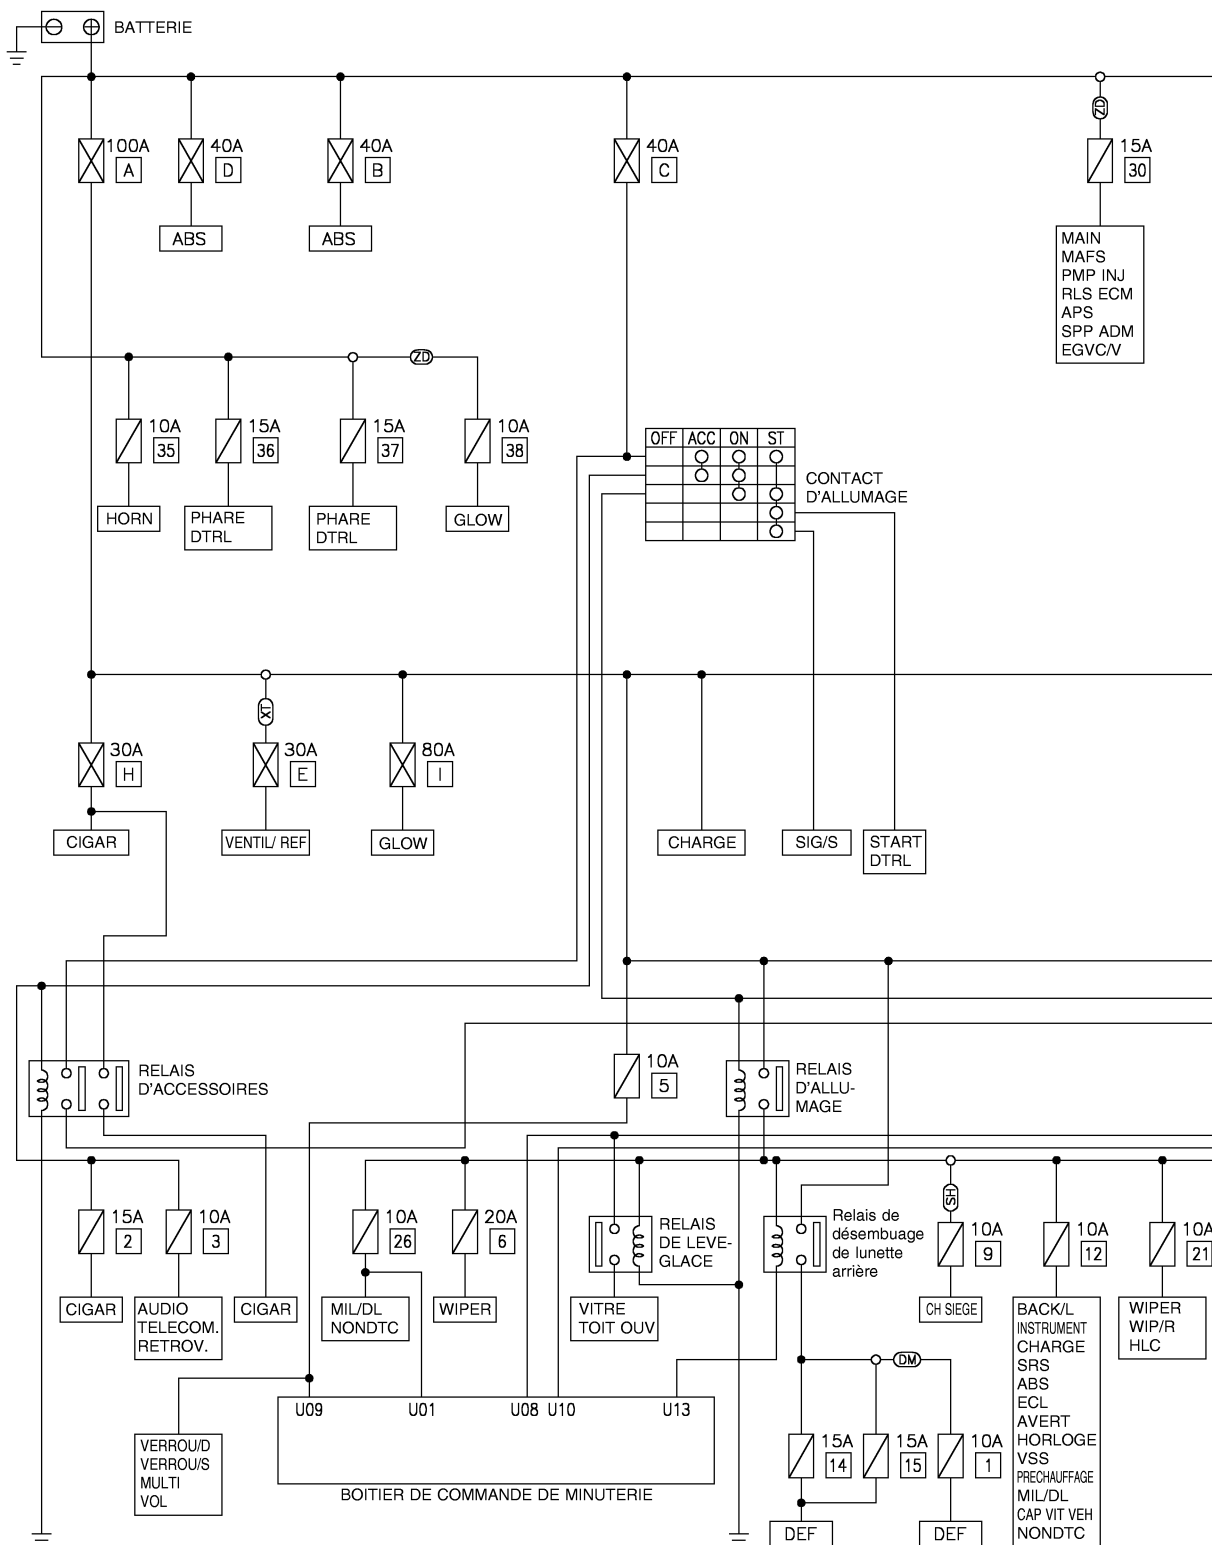 BATTERIE
ZD
100A
A
40A
D
40A
B
40A
C
15A
30
ABS
ABS
MAIN
MAFS
PMP INJ
RLS ECM
APS
SPP ADM
EGVC/V
ZD
10A
35
15A
36
15A
37
10A
38
HORN
PHARE
DTRL
PHARE
DTRL
GLOW
OFF ACC ON ST
CONTACT
D'ALLUMAGE
XT
30A
H
30A
E
80A
I
CIGAR
VENTIL/ REF
GLOW
CHARGE
SIG/S
START
DTRL
RELAIS
D'ACCESSOIRES
10A
5
RELAIS
D'ALLU-
MAGE
SH
15A
2
10A
3
10A
26
20A
6
RELAIS
DE LEVE-
GLACE
Relais de
désembuage
de lunette
arrière
10A
9
10A
12
10A
21
CIGAR
AUDIO
TELECOM.
RETROV.
CIGAR
MIL/DL
NONDTC
WIPER
VITRE
TOIT OUV
CH SIEGE
BACK/L
INSTRUMENT
CHARGE
SRS
ABS
ECL
AVERT
HORLOGE
VSS
PRECHAUFFAGE
MIL/DL
CAP VIT VEH
NONDTC
WIPER
WIP/R
HLC
DM
U09 U01 U08 U10 U13
VERROU/D
VERROU/S
MULTI
VOL
BOITIER DE COMMANDE DE MINUTERIE
15A
14
15A
15
10A
1
DEF
DEF